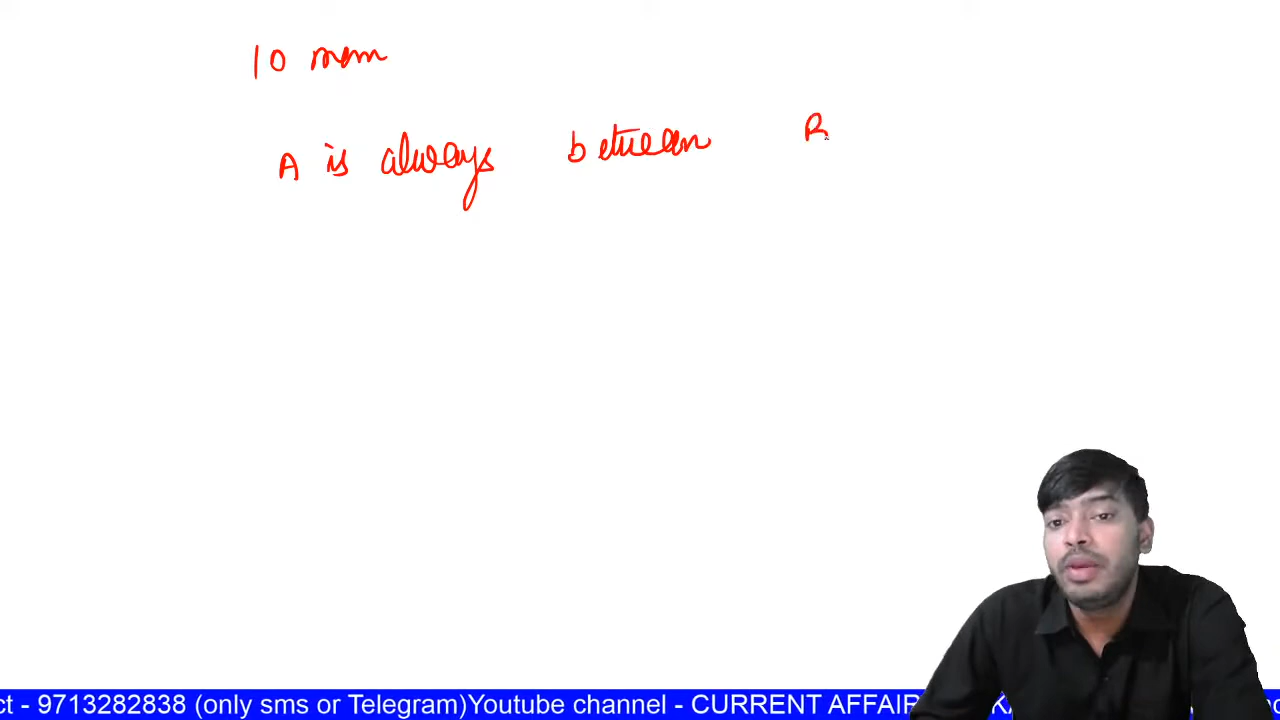 10 mem
A is always between B
ct - 9713282838 (only sms or Telegram)Youtube channel - CURRENT AFFAIR